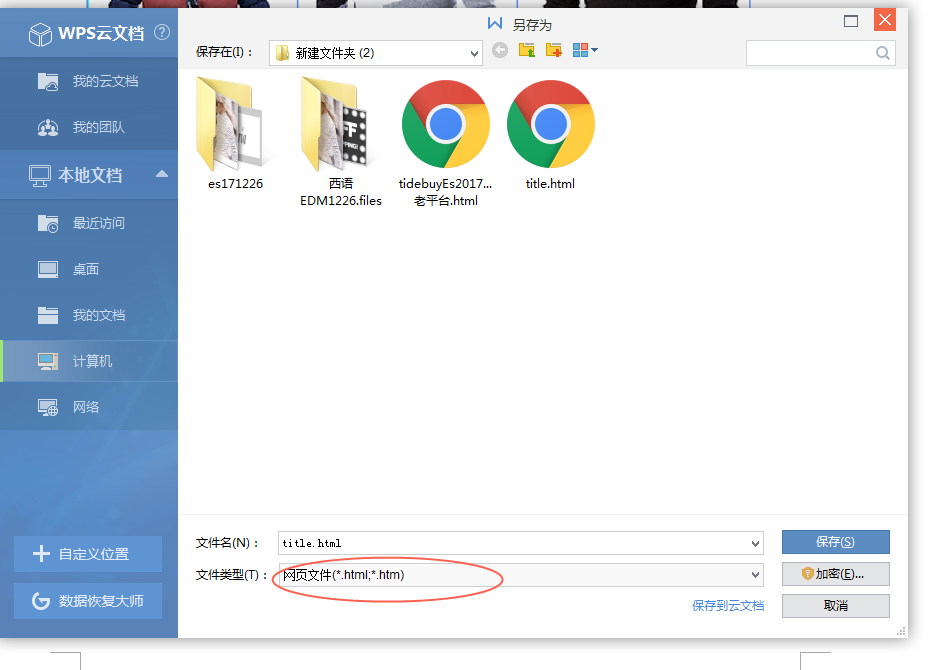 另存为
WPS云文档
我的云文档
我的团队
本地文档
最近访问
桌面
我的文档
计算机
网络
自定义位置
数据恢复大师
保存在(I)：
新建文件夹 (2)
es171226
西语
EDM1226.files
tidebuyEs2017...
老平台.html
title.html
文件名(N)：
title.html
保存(S)
文件类型(T)：
网页文件(*.html;*.htm)
加密(E)...
保存到云文档
取消